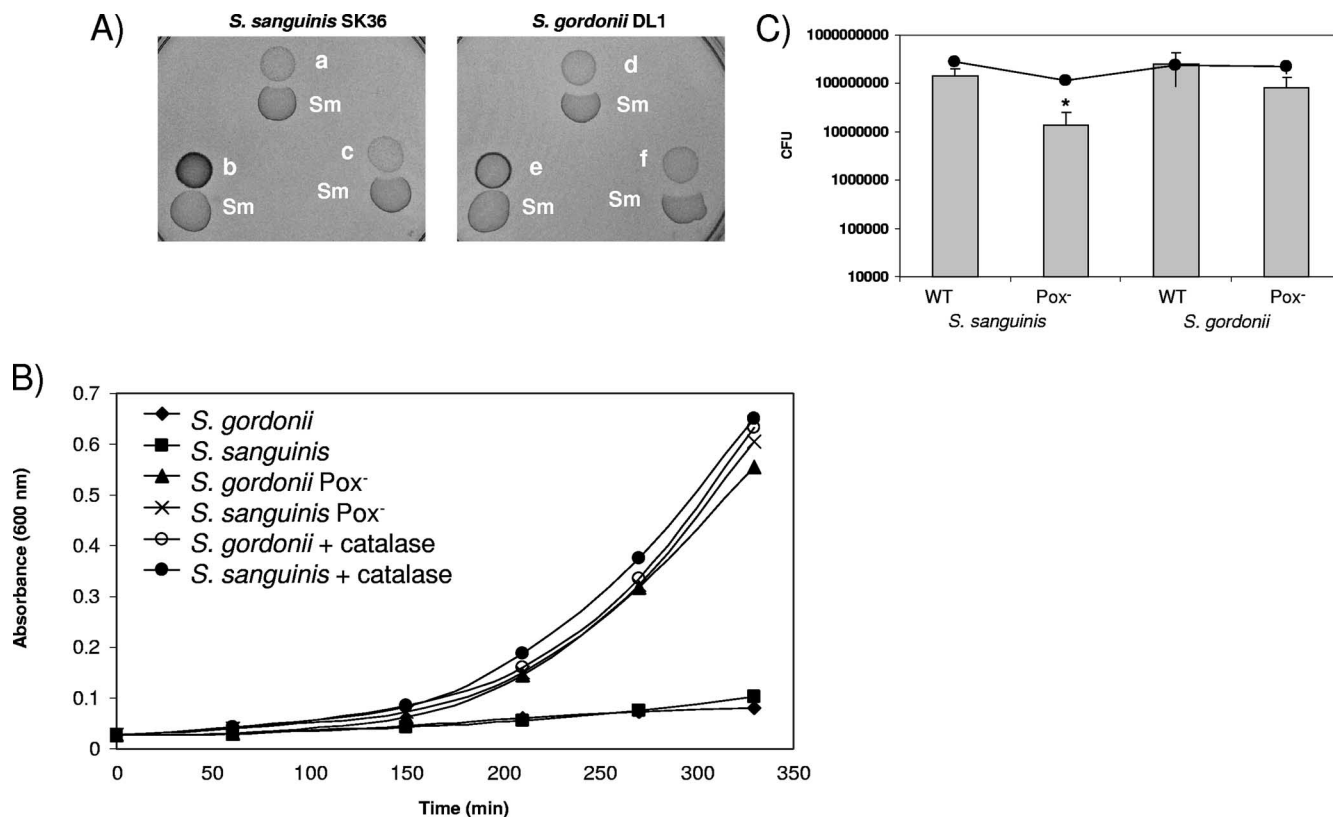 A)
S. sanguinis SK36
S. gordonii DL1
a
Sm
b
Sm
c
Sm
d
Sm
e
Sm
f
Sm
C)
1000000000
100000000
10000000
1000000
100000
10000
CFU
*
WT
Pox-
WT
Pox-
S. sanguinis
S. gordonii
B)
0.7
0.6
0.5
0.4
0.3
0.2
0.1
0
Absorbance (600 nm)
S. gordonii
S. sanguinis
S. gordonii Pox-
S. sanguinis Pox-
S. gordonii + catalase
S. sanguinis + catalase
0 50 100 150 200 250 300 350
Time (min)